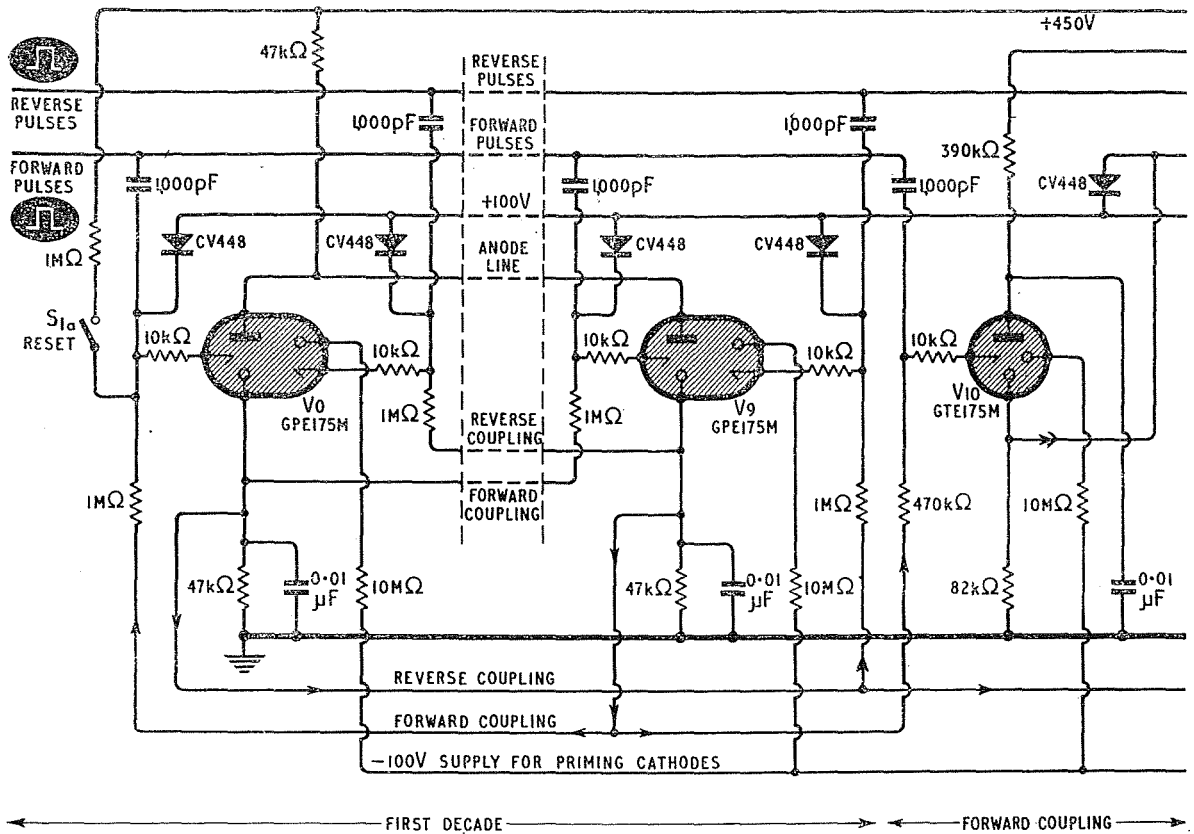 +450V
47kΩ
REVERSE
PULSES
REVERSE
PULSES
1,000pF
FORWARD
PULSES
1,000pF
390kΩ
FORWARD
PULSES
1,000pF
1,000pF
1,000pF
CV448
+100V
1MΩ
CV448
CV448
ANODE
LINE
CV448
CV448
S1a
RESET
10kΩ
10kΩ
10kΩ
10kΩ
10kΩ
V0
GPE175M
1MΩ
REVERSE
COUPLING
1MΩ
V9
GPE175M
V10
GTE175M
1MΩ
FORWARD
COUPLING
1MΩ
470kΩ
10MΩ
47kΩ
0·01
µF
10MΩ
47kΩ
0·01
µF
10MΩ
82kΩ
0·01
µF
REVERSE COUPLING
FORWARD COUPLING
−100V SUPPLY FOR PRIMING CATHODES
FIRST DECADE
FORWARD COUPLING